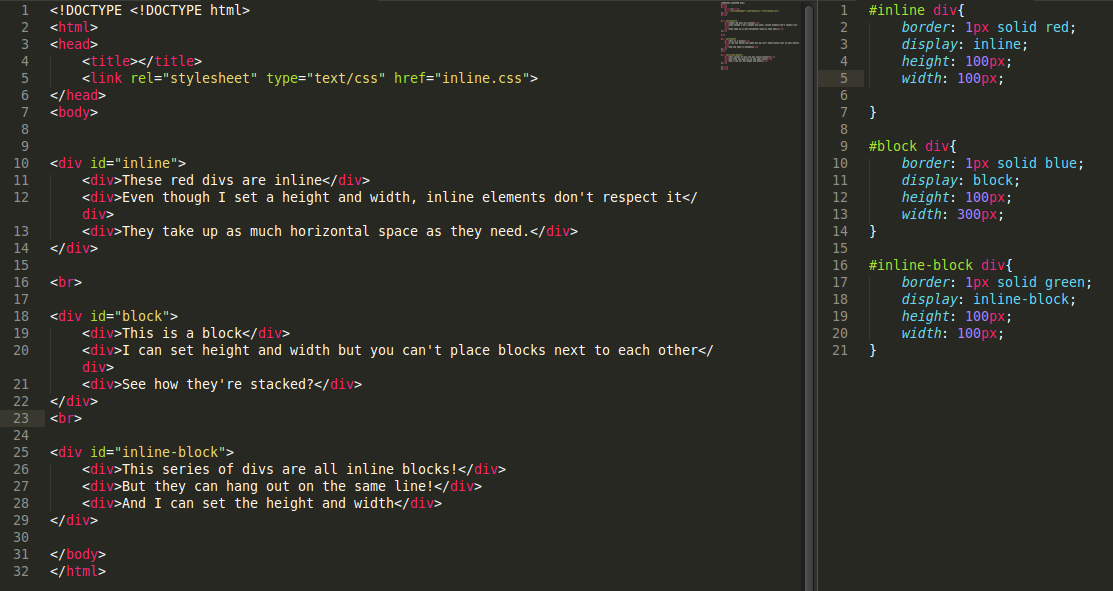 1 <!DOCTYPE <!DOCTYPE html>
2 <html>
3 <head>
4     <title></title>
5     <link rel="stylesheet" type="text/css" href="inline.css">
6 </head>
7 <body>
8
9
10 <div id="inline">
11     <div>These red divs are inline</div>
12     <div>Even though I set a height and width, inline elements don't respect it</
    div>
13     <div>They take up as much horizontal space as they need.</div>
14 </div>
15
16 <br>
17
18 <div id="block">
19     <div>This is a block</div>
20     <div>I can set height and width but you can't place blocks next to each other</
    div>
21     <div>See how they're stacked?</div>
22 </div>
23 <br>
24
25 <div id="inline-block">
26     <div>This series of divs are all inline blocks!</div>
27     <div>But they can hang out on the same line!</div>
28     <div>And I can set the height and width</div>
29 </div>
30
31 </body>
32 </html>
1 #inline div{
2     border: 1px solid red;
3     display: inline;
4     height: 100px;
5     width: 100px;
6
7 }
8
9 #block div{
10     border: 1px solid blue;
11     display: block;
12     height: 100px;
13     width: 300px;
14 }
15
16 #inline-block div{
17     border: 1px solid green;
18     display: inline-block;
19     height: 100px;
20     width: 100px;
21 }